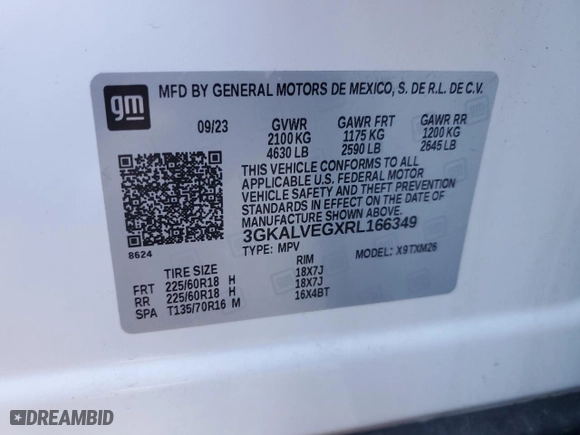 gm
MFD BY GENERAL MOTORS DE MEXICO, S. DE R.L. DE C.V.
09/23 GVWR GAWR FRT GAWR RR
2100 KG 1175 KG 1200 KG
4630 LB 2590 LB 2645 LB
THIS VEHICLE CONFORMS TO ALL
APPLICABLE U.S. FEDERAL MOTOR
VEHICLE SAFETY AND THEFT PREVENTION
STANDARDS IN EFFECT ON THE DATE OF
MANUFACTURE SHOWN ABOVE.
3GKALVEGXRL166349
8624 TYPE: MPV MODEL: X9TXM26
TIRE SIZE RIM
FRT 225/60R18 H 18X7J
RR 225/60R18 H 18X7J
SPA T135/70R16 M 16X4BT
DREAMBID